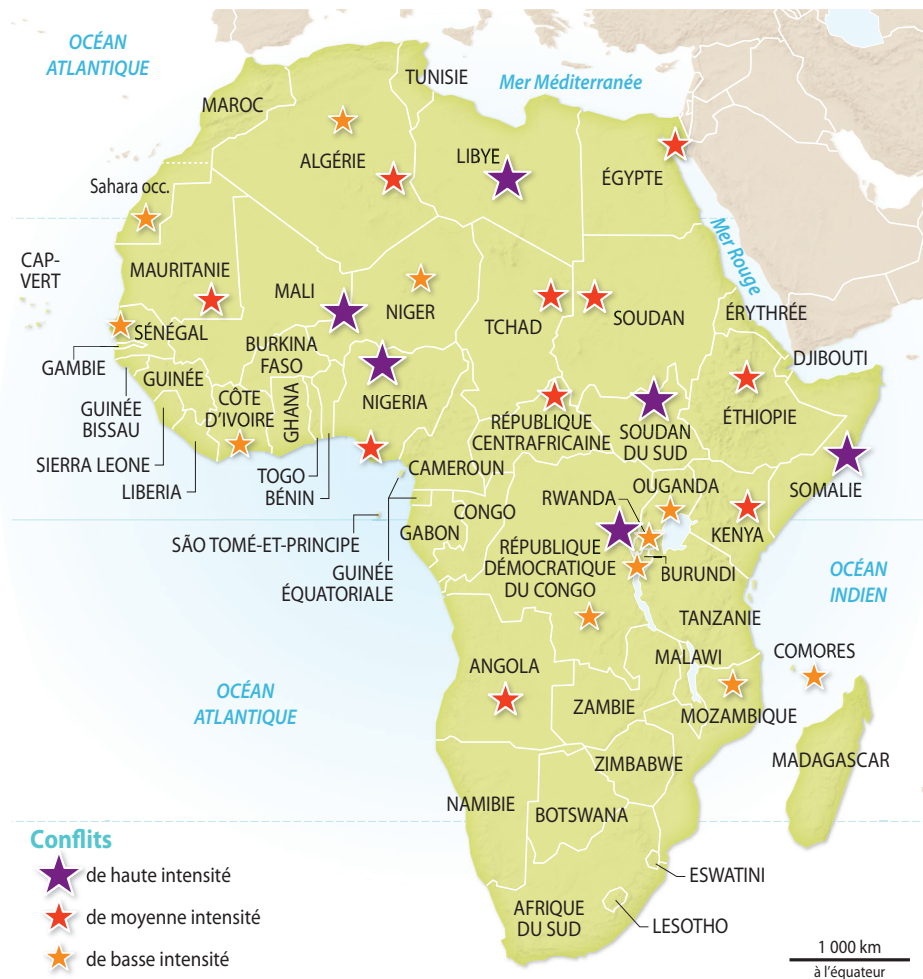 OCÉAN
ATLANTIQUE
TUNISIE
Mer Méditerranée
MAROC
ALGÉRIE
LIBYE
ÉGYPTE
Sahara occ.
Mer Rouge
CAP-
VERT
MAURITANIE
MALI
NIGER
TCHAD
SOUDAN
ÉRYTHRÉE
SÉNÉGAL
GAMBIE
BURKINA
FASO
DJIBOUTI
GUINÉE
GUINÉE
BISSAU
CÔTE
D'IVOIRE
GHANA
NIGERIA
RÉPUBLIQUE
CENTRAFRICAINE
SOUDAN
DU SUD
ÉTHIOPIE
SIERRA LEONE
LIBERIA
TOGO
BÉNIN
CAMEROUN
SOMALIE
RWANDA
OUGANDA
CONGO
GABON
KENYA
SÃO TOMÉ-ET-PRINCIPE
GUINÉE
ÉQUATORIALE
RÉPUBLIQUE
DÉMOCRATIQUE
DU CONGO
BURUNDI
OCÉAN
INDIEN
TANZANIE
OCÉAN
ATLANTIQUE
ANGOLA
MALAWI
COMORES
ZAMBIE
MOZAMBIQUE
MADAGASCAR
ZIMBABWE
NAMIBIE
BOTSWANA
ESWATINI
LESOTHO
AFRIQUE
DU SUD
Conflits
de haute intensité
de moyenne intensité
de basse intensité
1 000 km
à l'équateur